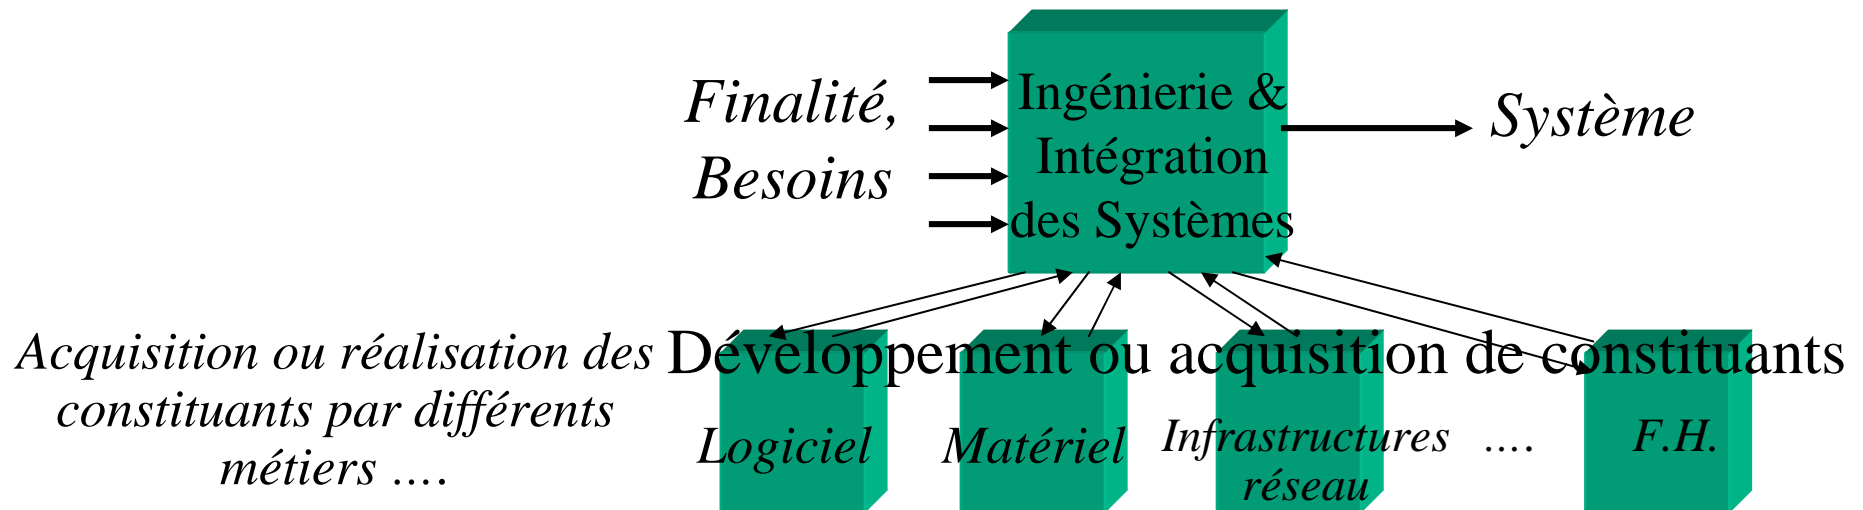 Finalité,
Besoins
Ingénierie &
Intégration
des Systèmes
Système
Acquisition ou réalisation des
constituants par différents
métiers ....
Développement ou acquisition de constituants
Logiciel
Matériel
Infrastructures
réseau
....
F.H.